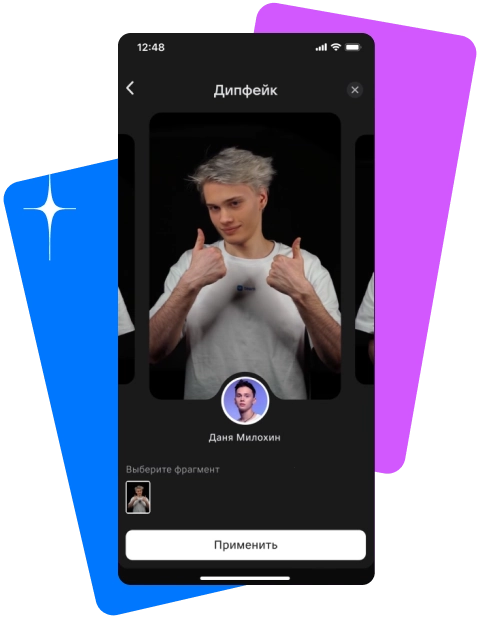 12:48
Дипфейк
Даня Милохин
Выберите фрагмент
Применить